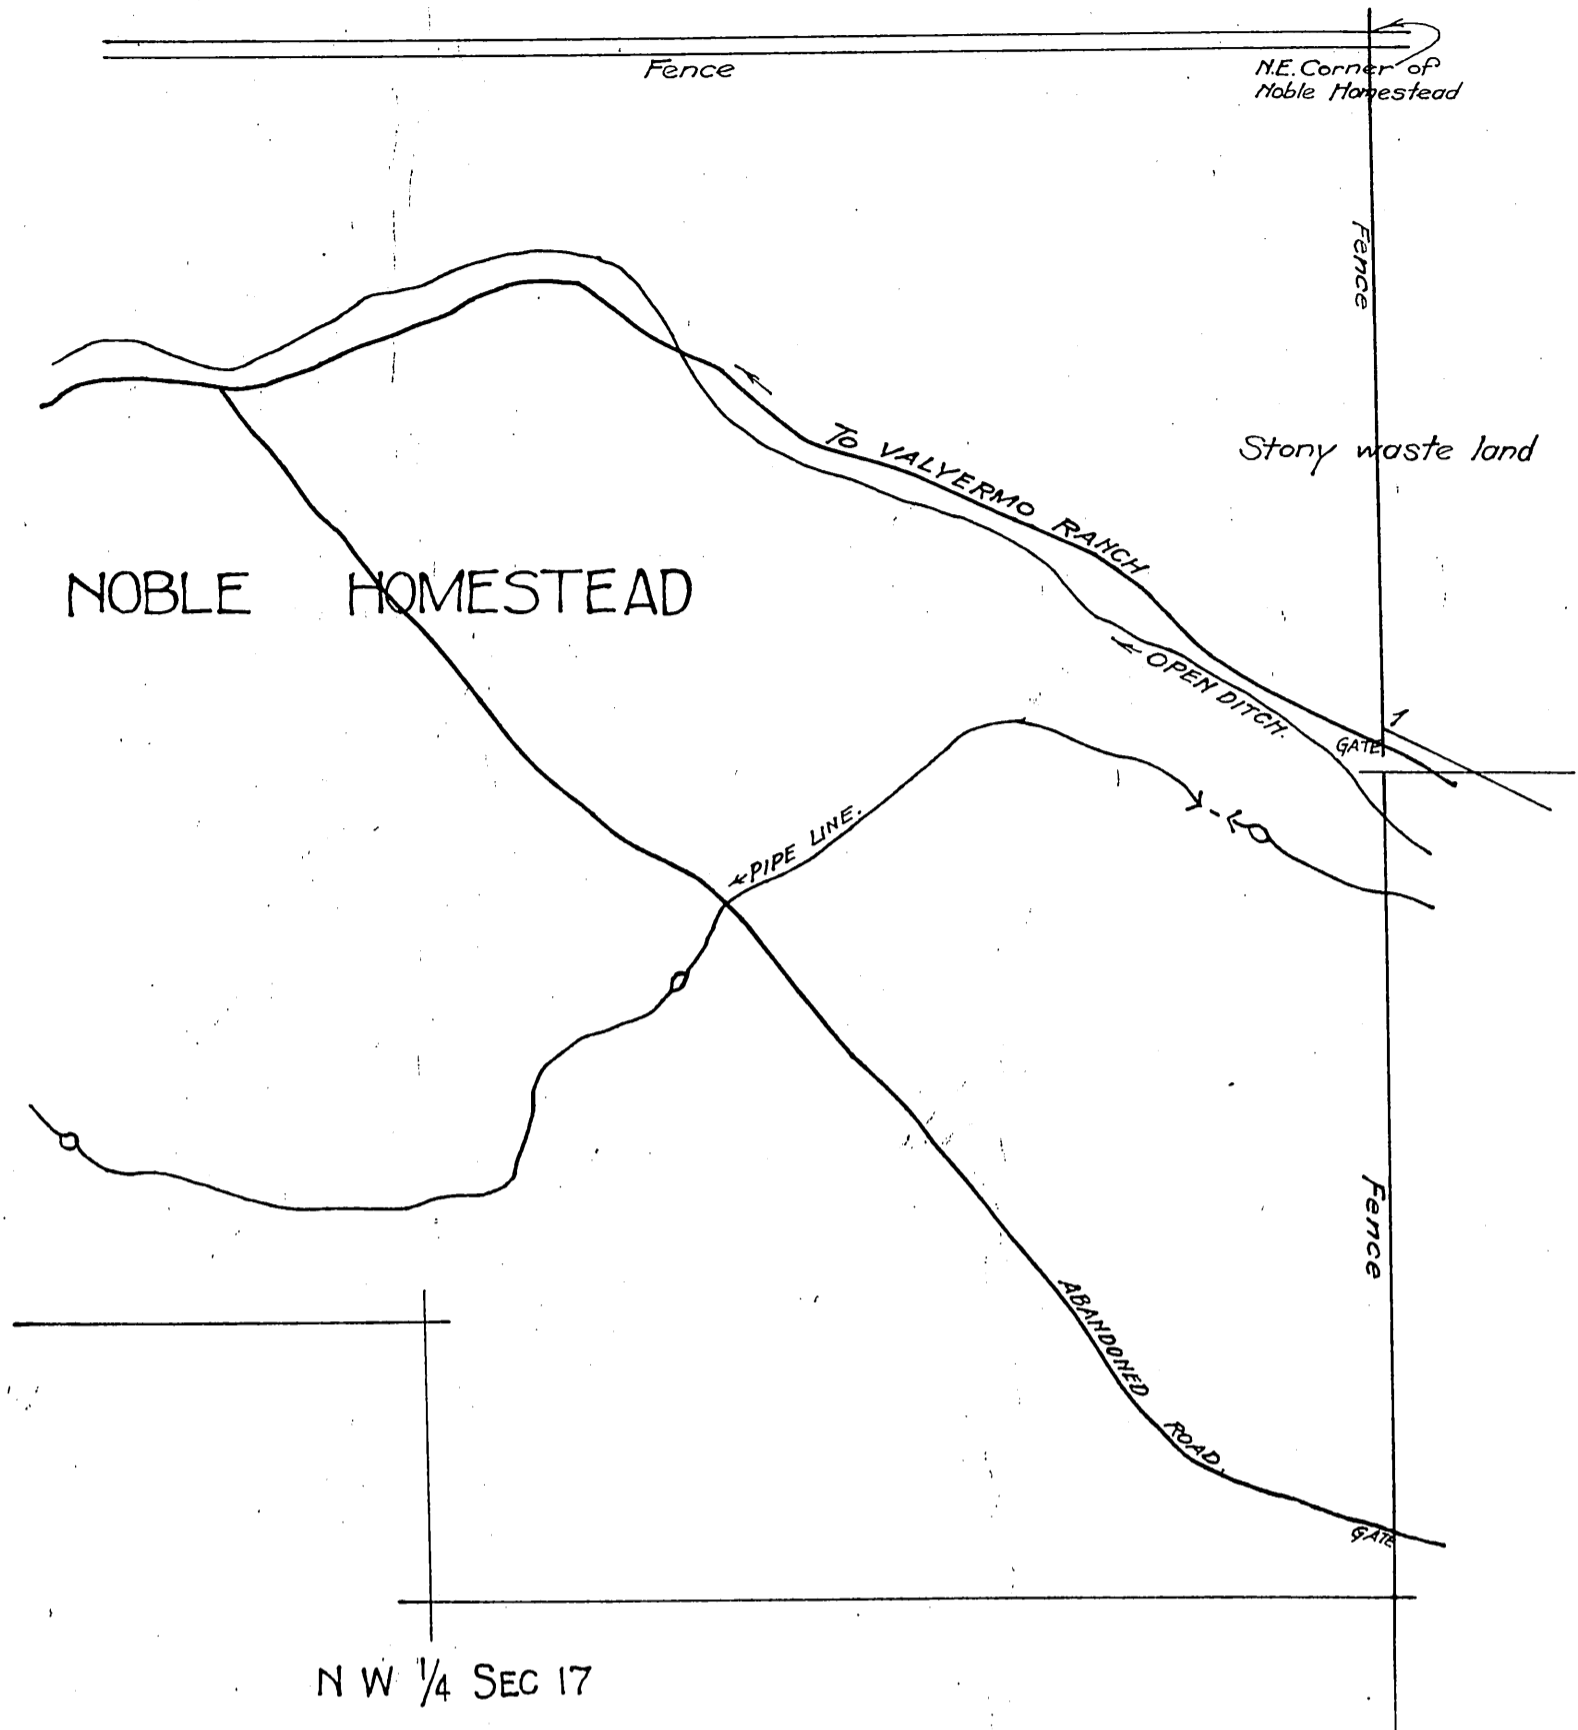 Fence
N.E. Corner of
Noble Homestead
Fence
To VALYERMO RANCH
Stony waste land
NOBLE HOMESTEAD
OPEN DITCH.
1
GATE
PIPE LINE.
Fence
ABANDONED ROAD.
GATE
N W 1/4 SEC 17